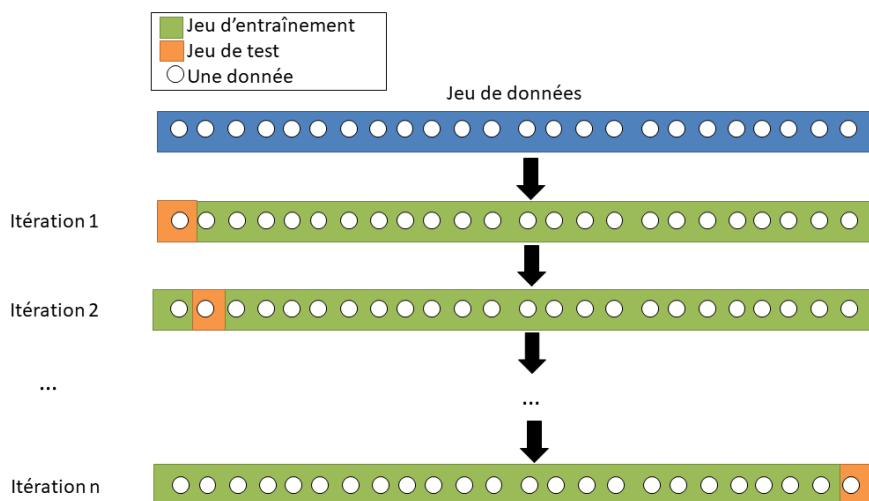 Jeu d'entraînement
Jeu de test
Une donnée
Jeu de données
Itération 1
Itération 2
...
...
Itération n